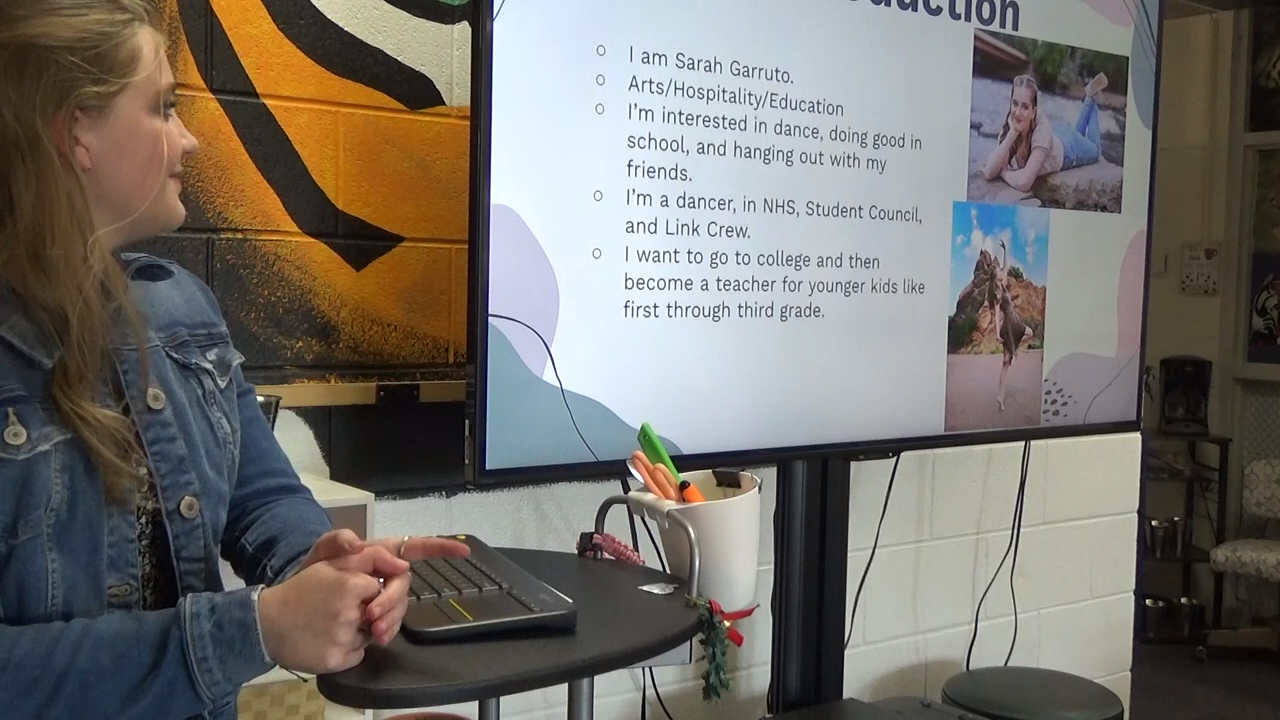 I am Sarah Garruto.
Arts/Hospitality/Education
I'm interested in dance, doing good in
school, and hanging out with my
friends.
I'm a dancer, in NHS, Student Council,
and Link Crew.
I want to go to college and then
become a teacher for younger kids like
first through third grade.